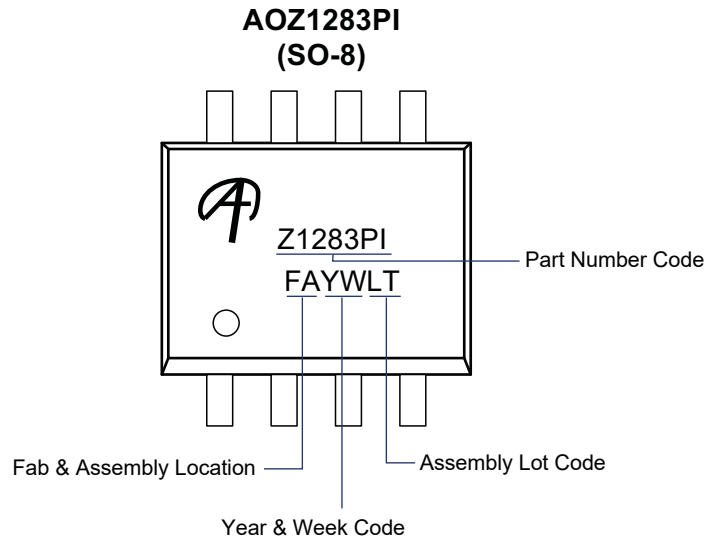 AOZ1283PI
(SO-8)
Z1283PI
Part Number Code
FAYWLT
Fab & Assembly Location
Assembly Lot Code
Year & Week Code